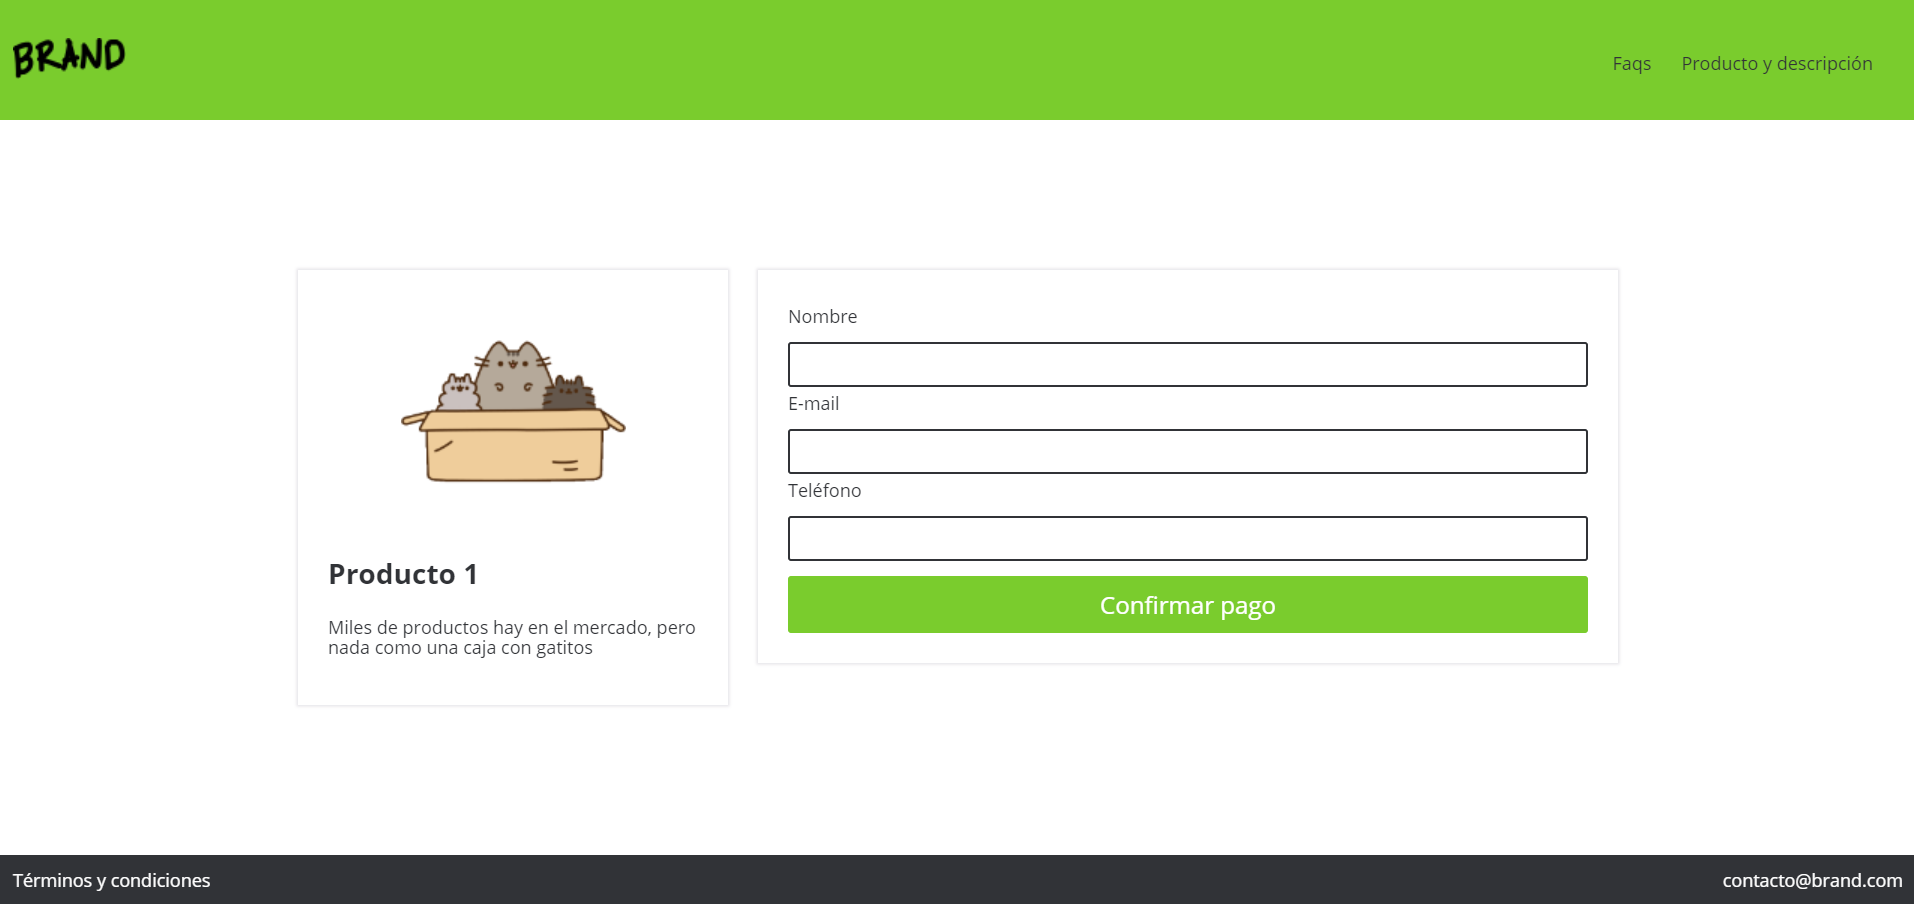 BRAND
Faqs
Producto y descripción
Producto 1
Miles de productos hay en el mercado, pero
nada como una caja con gatitos
Nombre
E-mail
Teléfono
Confirmar pago
Términos y condiciones
contacto@brand.com